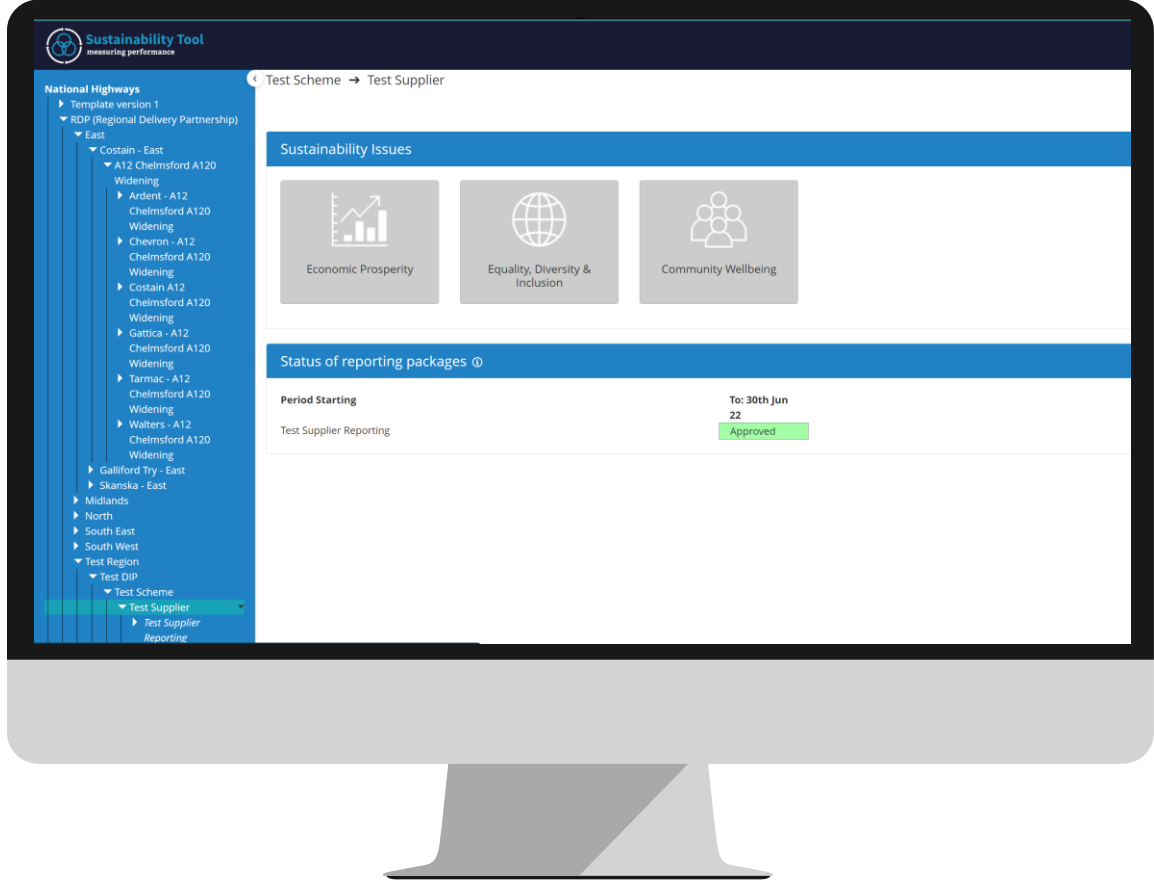 Sustainability Tool
measuring performance
National Highways
Template version 1
RDP (Regional Delivery Partnership)
East
Costain - East
A12 Chelmsford A120
Widening
Ardent - A12
Chelmsford A120
Widening
Chevron - A12
Chelmsford A120
Widening
Costain A12
Chelmsford A120
Widening
Gattica - A12
Chelmsford A120
Widening
Tarmac - A12
Chelmsford A120
Widening
Walters - A12
Chelmsford A120
Widening
Galliford Try - East
Skanska - East
Midlands
North
South East
South West
Test Region
Test DIP
Test Scheme
Test Supplier
Test Supplier
Reporting
Test Scheme → Test Supplier
Sustainability Issues
Economic Prosperity
Equality, Diversity &
Inclusion
Community Wellbeing
Status of reporting packages
Period Starting
To: 30th Jun
22
Test Supplier Reporting
Approved